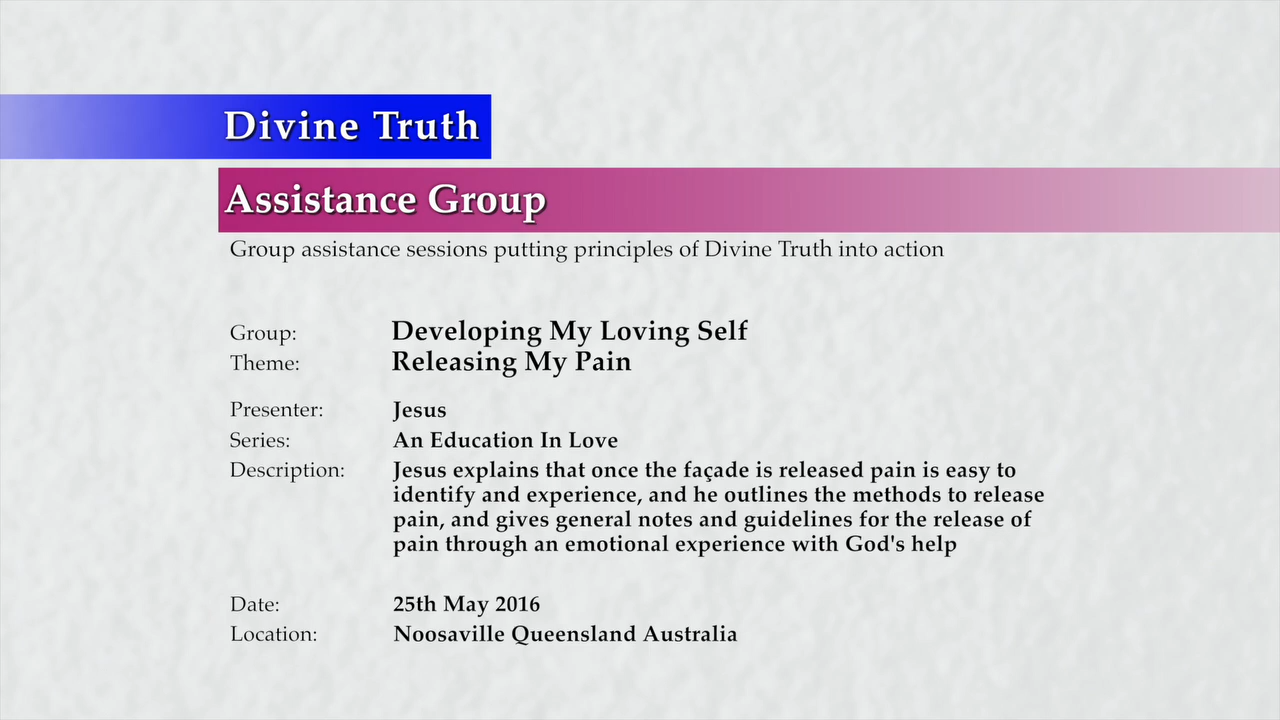 Divine Truth
Assistance Group
Group assistance sessions putting principles of Divine Truth into action
Group: Developing My Loving Self
Theme: Releasing My Pain
Presenter: Jesus
Series: An Education In Love
Description: Jesus explains that once the façade is released pain is easy to
identify and experience, and he outlines the methods to release
pain, and gives general notes and guidelines for the release of
pain through an emotional experience with God's help
Date: 25th May 2016
Location: Noosaville Queensland Australia